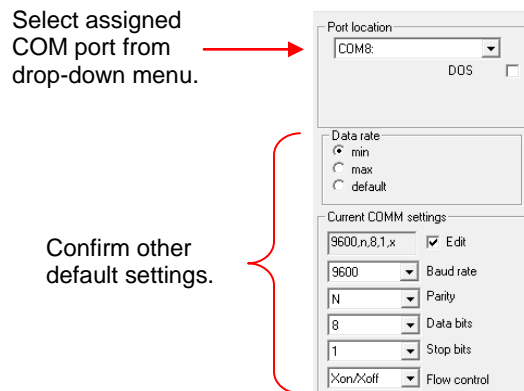 Select assigned
COM port from
drop-down menu.
Port location
COM8:
DOS
Data rate
min
max
default
Confirm other
default settings.
Current COMM settings
9600,n,8,1,x Edit
9600 Baud rate
N Parity
8 Data bits
1 Stop bits
Xon/Xoff Flow control